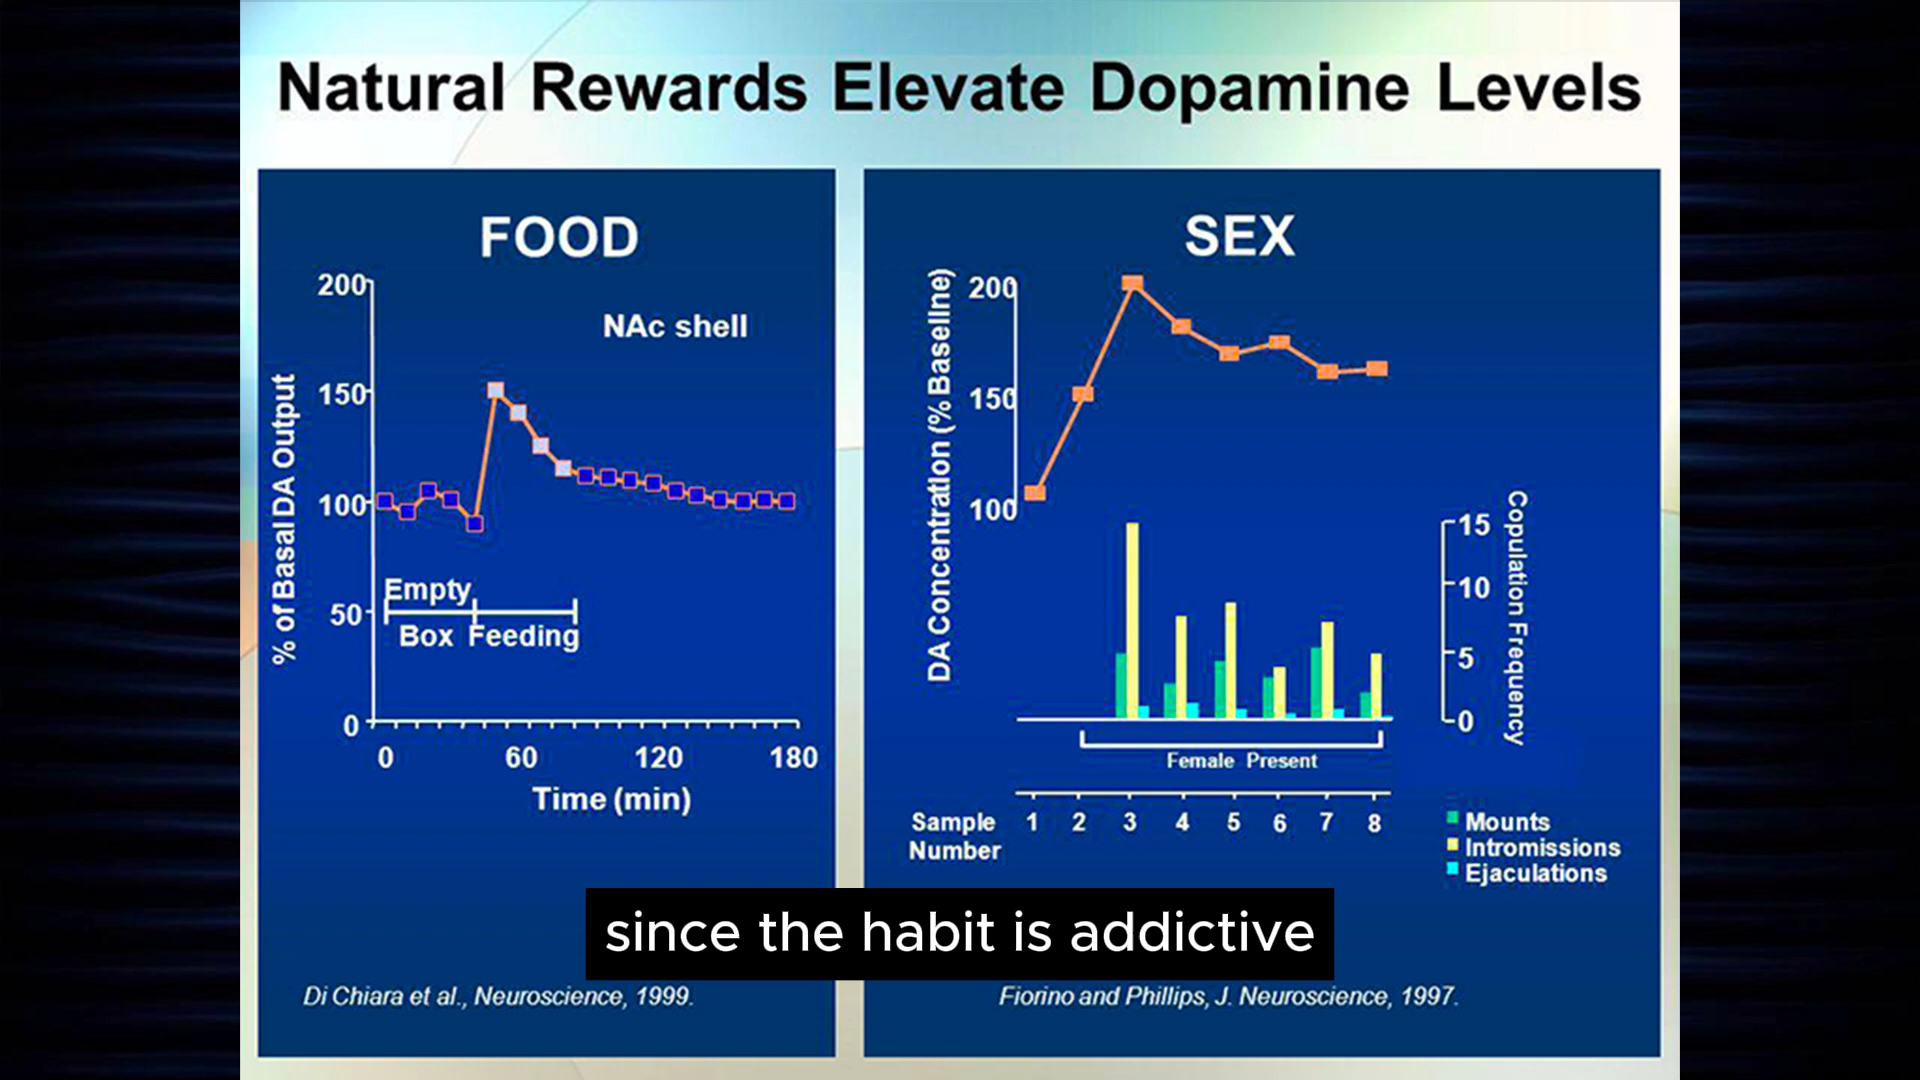 Natural Rewards Elevate Dopamine Levels
FOOD
200
NAc shell
150
100
50
0
% of Basal DA Output
Empty
Box Feeding
0 60 120 180
Time (min)
Di Chiara et al., Neuroscience, 1999.
SEX
DA Concentration (% Baseline)
200
150
100
15
10
5
0
Copulation Frequency
Female Present
Sample
Number
1 2 3 4 5 6 7 8
Mounts
Intromissions
Ejaculations
Fiorino and Phillips, J. Neuroscience, 1997.
since the habit is addictive